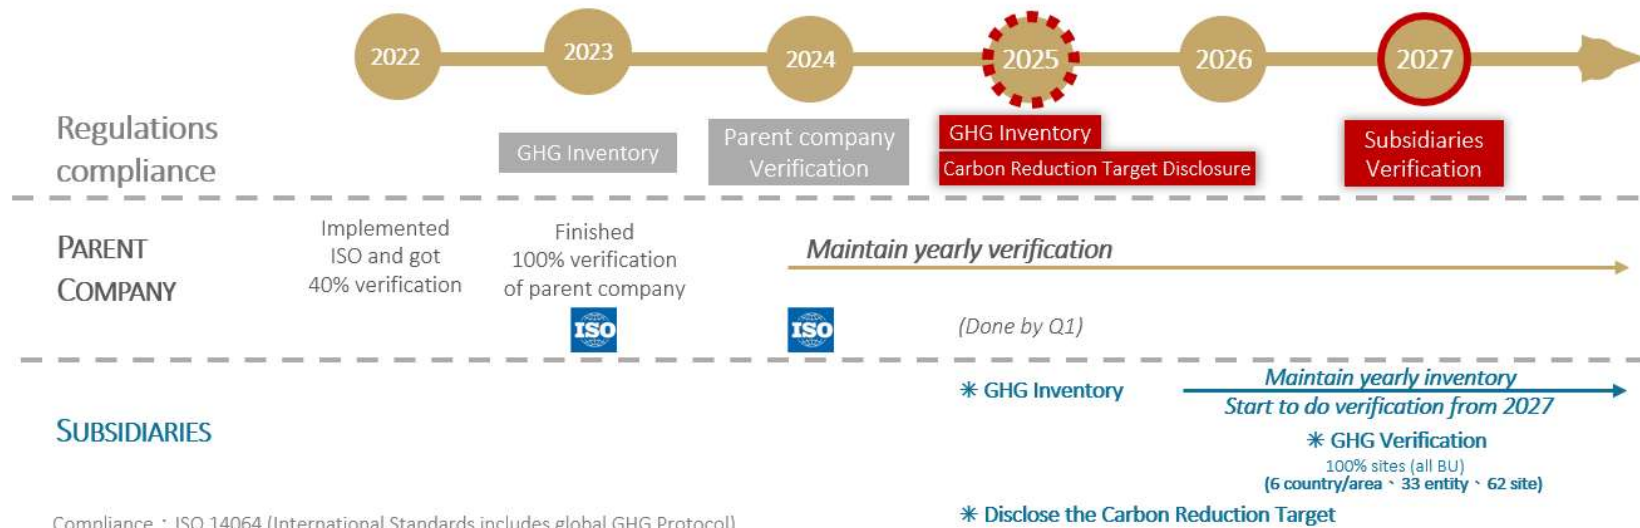 2022
2023
2024
2025
2026
2027
Regulations
compliance
GHG Inventory
Parent company
Verification
GHG Inventory
Carbon Reduction Target Disclosure
Subsidiaries
Verification
PARENT
COMPANY
Implemented
ISO and got
40% verification
Finished
100% verification
of parent company
ISO
Maintain yearly verification
ISO
(Done by Q1)
SUBSIDIARIES
✳ GHG Inventory
Maintain yearly inventory
Start to do verification from 2027
✳ GHG Verification
100% sites (all BU)
(6 country/area、33 entity、62 site)
✳ Disclose the Carbon Reduction Target
Compliance：ISO 14064 (International Standards includes global GHG Protocol)